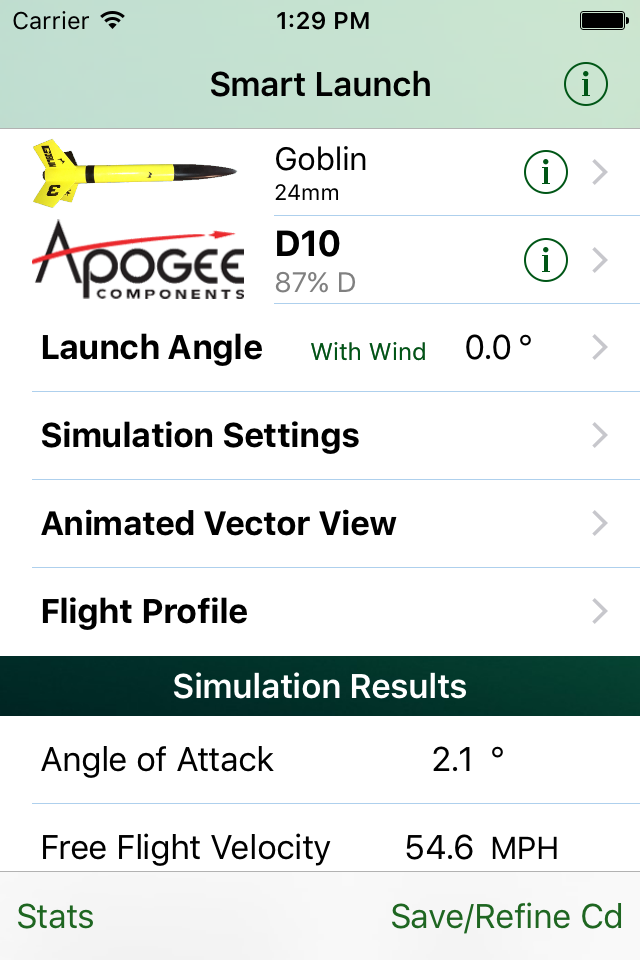 Carrier 1:29 PM
Smart Launch i
Goblin i
24mm
APOGEE
COMPONENTS
D10 i
87% D
Launch Angle With Wind 0.0 °
Simulation Settings
Animated Vector View
Flight Profile
Simulation Results
Angle of Attack 2.1 °
Free Flight Velocity 54.6 MPH
Stats Save/Refine Cd